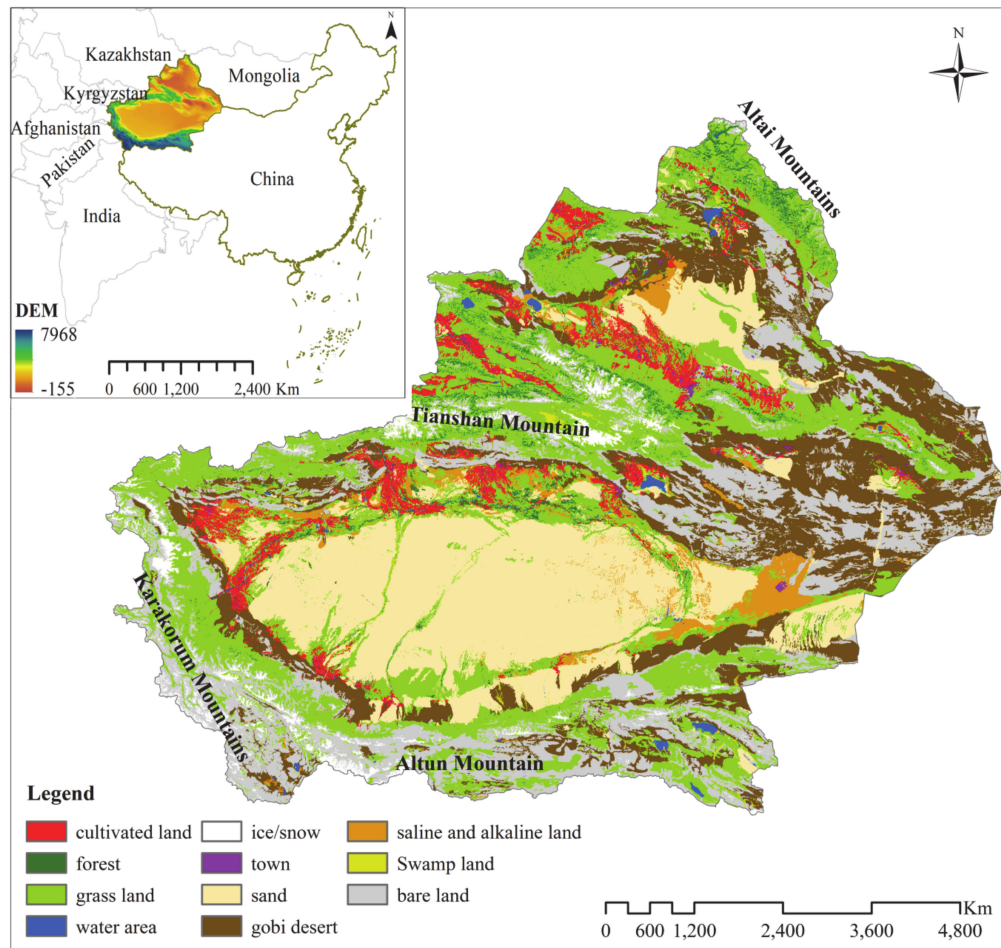 N
Kazakhstan
Mongolia
Kyrgyzstan
Afghanistan
Pakistan
China
India
DEM
7968
-155
0 600 1,200 2,400 Km
N
Altai Mountains
Tianshan Mountain
Karakorum Mountains
Altun Mountain
Legend
cultivated land
ice/snow
saline and alkaline land
forest
town
Swamp land
grass land
sand
bare land
water area
gobi desert
Km
0 600 1,200 2,400 3,600 4,800